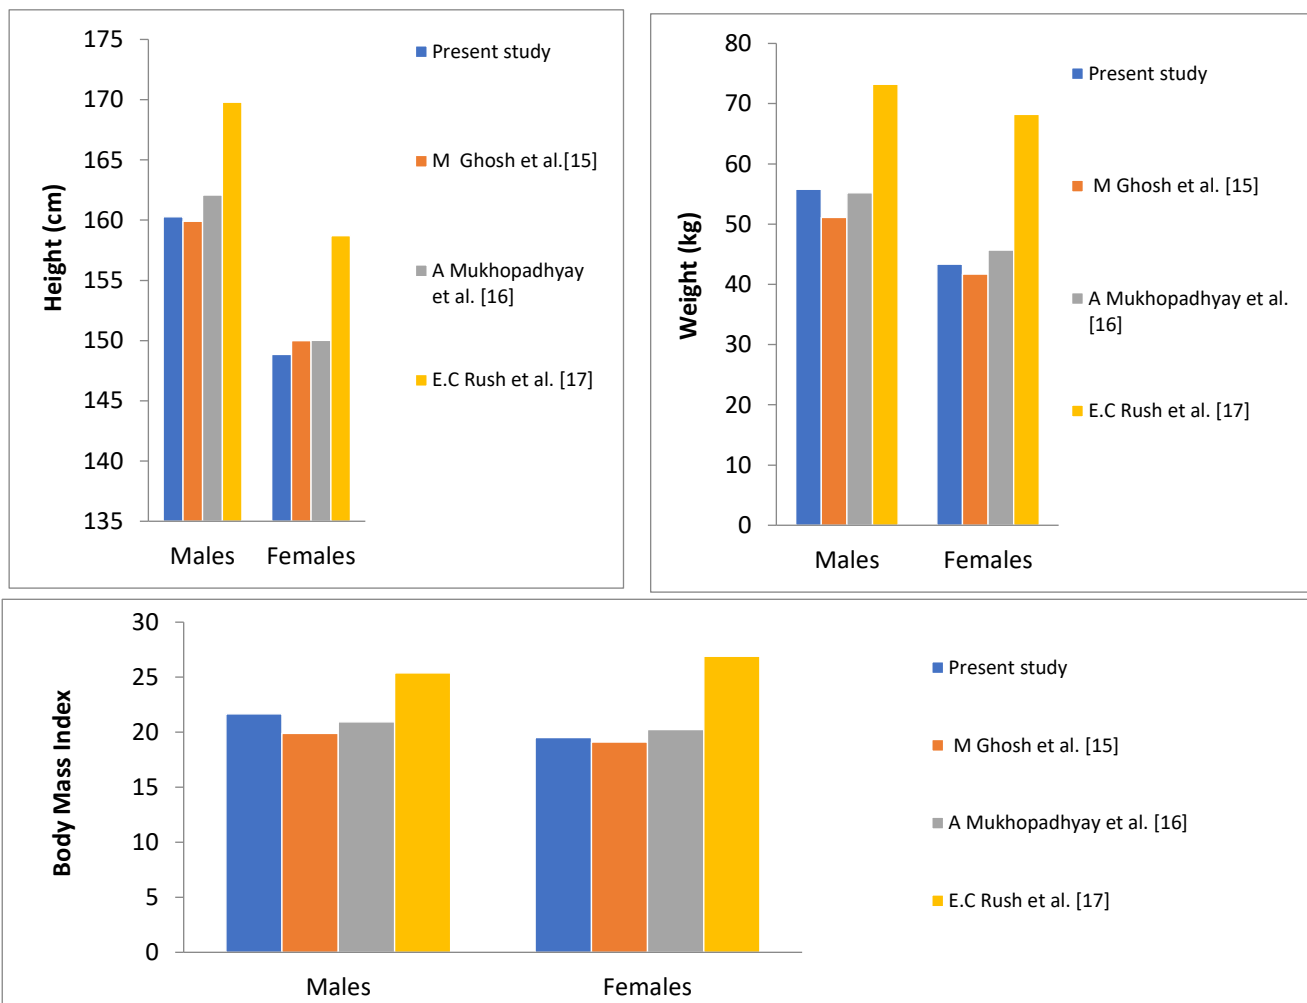 175
170
165
160
155
150
145
140
135
Height (cm)
Males
Females
Present study
M Ghosh et al.[15]
A Mukhopadhyay
et al. [16]
E.C Rush et al. [17]
80
70
60
50
40
30
20
10
0
Weight (kg)
Males
Females
Present study
M Ghosh et al. [15]
A Mukhopadhyay et al.
[16]
E.C Rush et al. [17]
30
25
20
15
10
5
0
Body Mass Index
Males
Females
Present study
M Ghosh et al. [15]
A Mukhopadhyay et al. [16]
E.C Rush et al. [17]